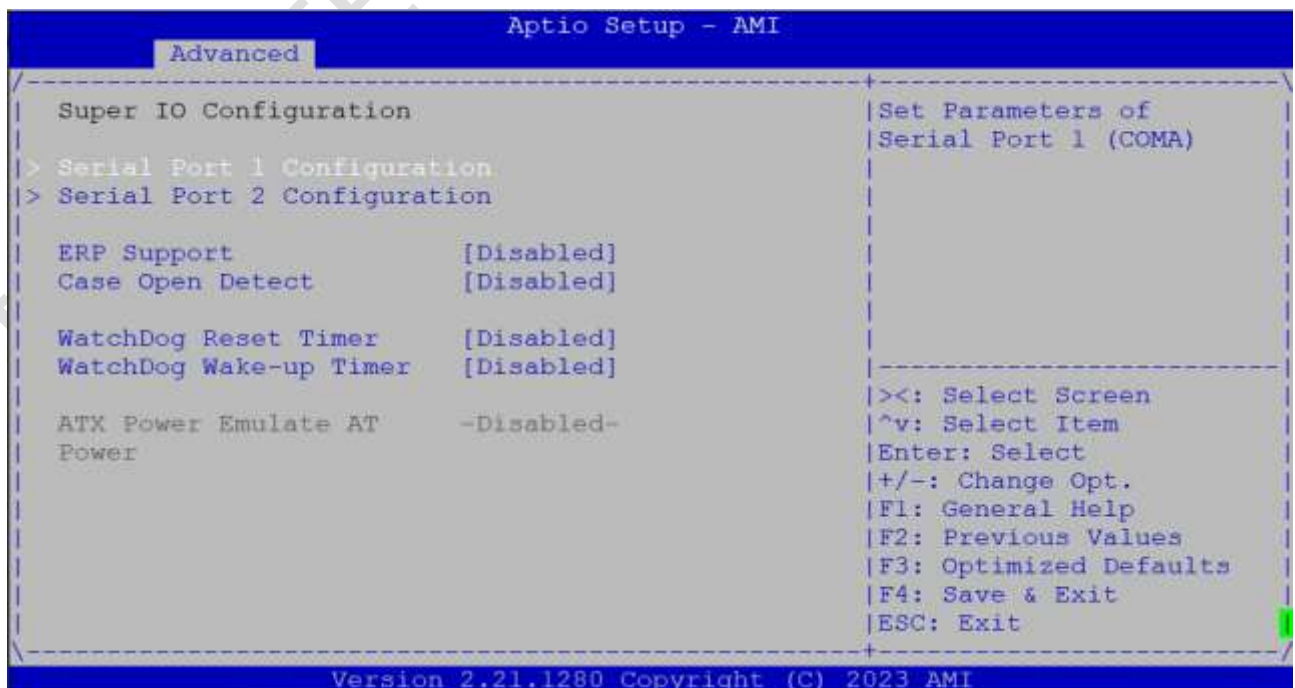 Aptio Setup - AMI
Advanced
Super IO Configuration
> Serial Port 1 Configuration
> Serial Port 2 Configuration
ERP Support [Disabled]
Case Open Detect [Disabled]
WatchDog Reset Timer [Disabled]
WatchDog Wake-up Timer [Disabled]
ATX Power Emulate AT -Disabled-
Power
Set Parameters of
Serial Port 1 (COMA)
><: Select Screen
^v: Select Item
Enter: Select
+/-: Change Opt.
F1: General Help
F2: Previous Values
F3: Optimized Defaults
F4: Save & Exit
ESC: Exit
Version 2.21.1280 Copyright (C) 2023 AMI